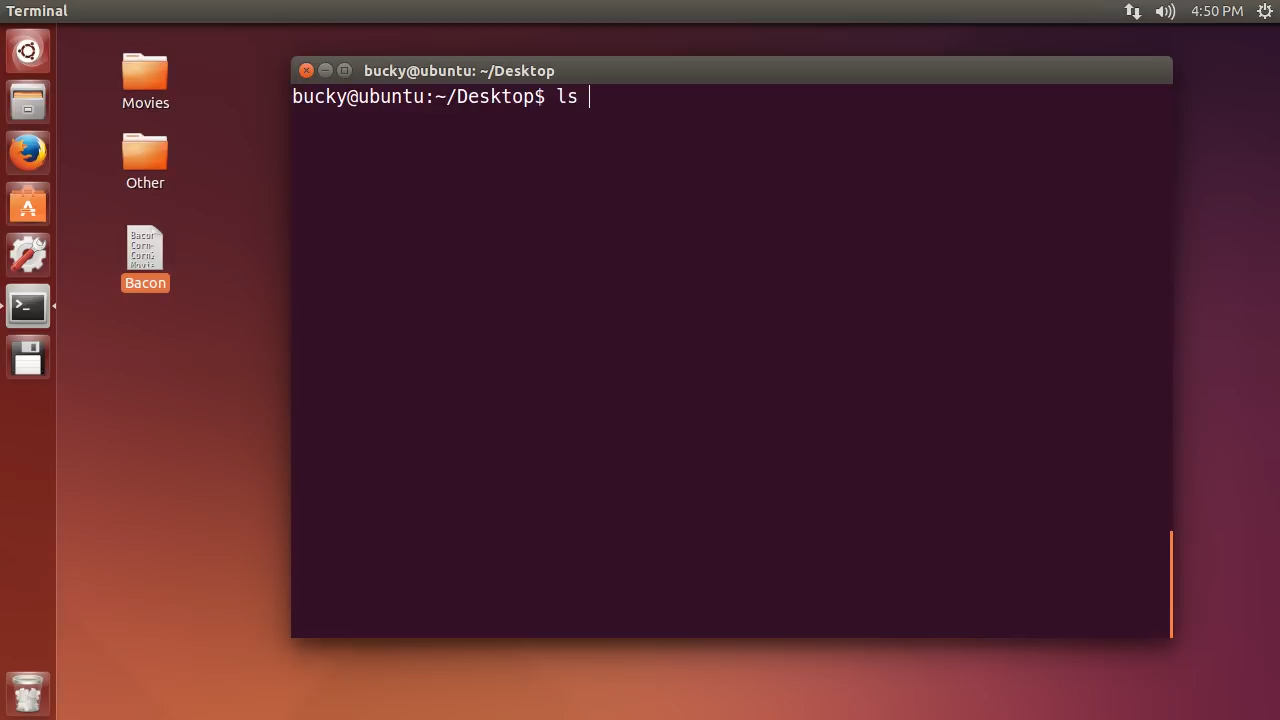 Terminal
4:50 PM
Movies
Other
Bacon
bucky@ubuntu: ~/Desktop
bucky@ubuntu:~/Desktop$ ls